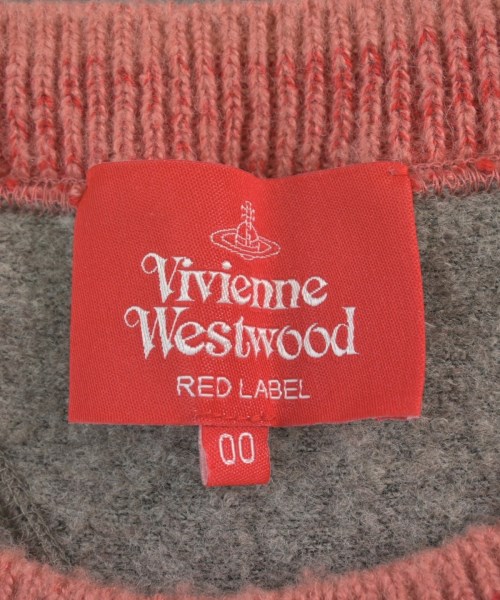 Vivienne
Westwood
RED LABEL
00